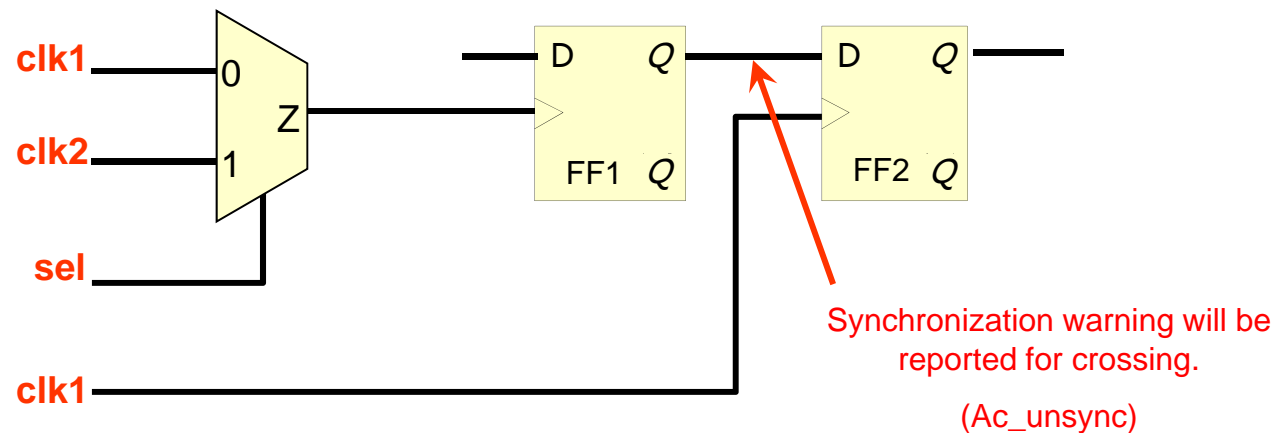 clk1
0
Z
clk2
1
sel
clk1
D Q
FF1 Q
D Q
FF2 Q
Synchronization warning will be
reported for crossing.
(Ac_unsync)